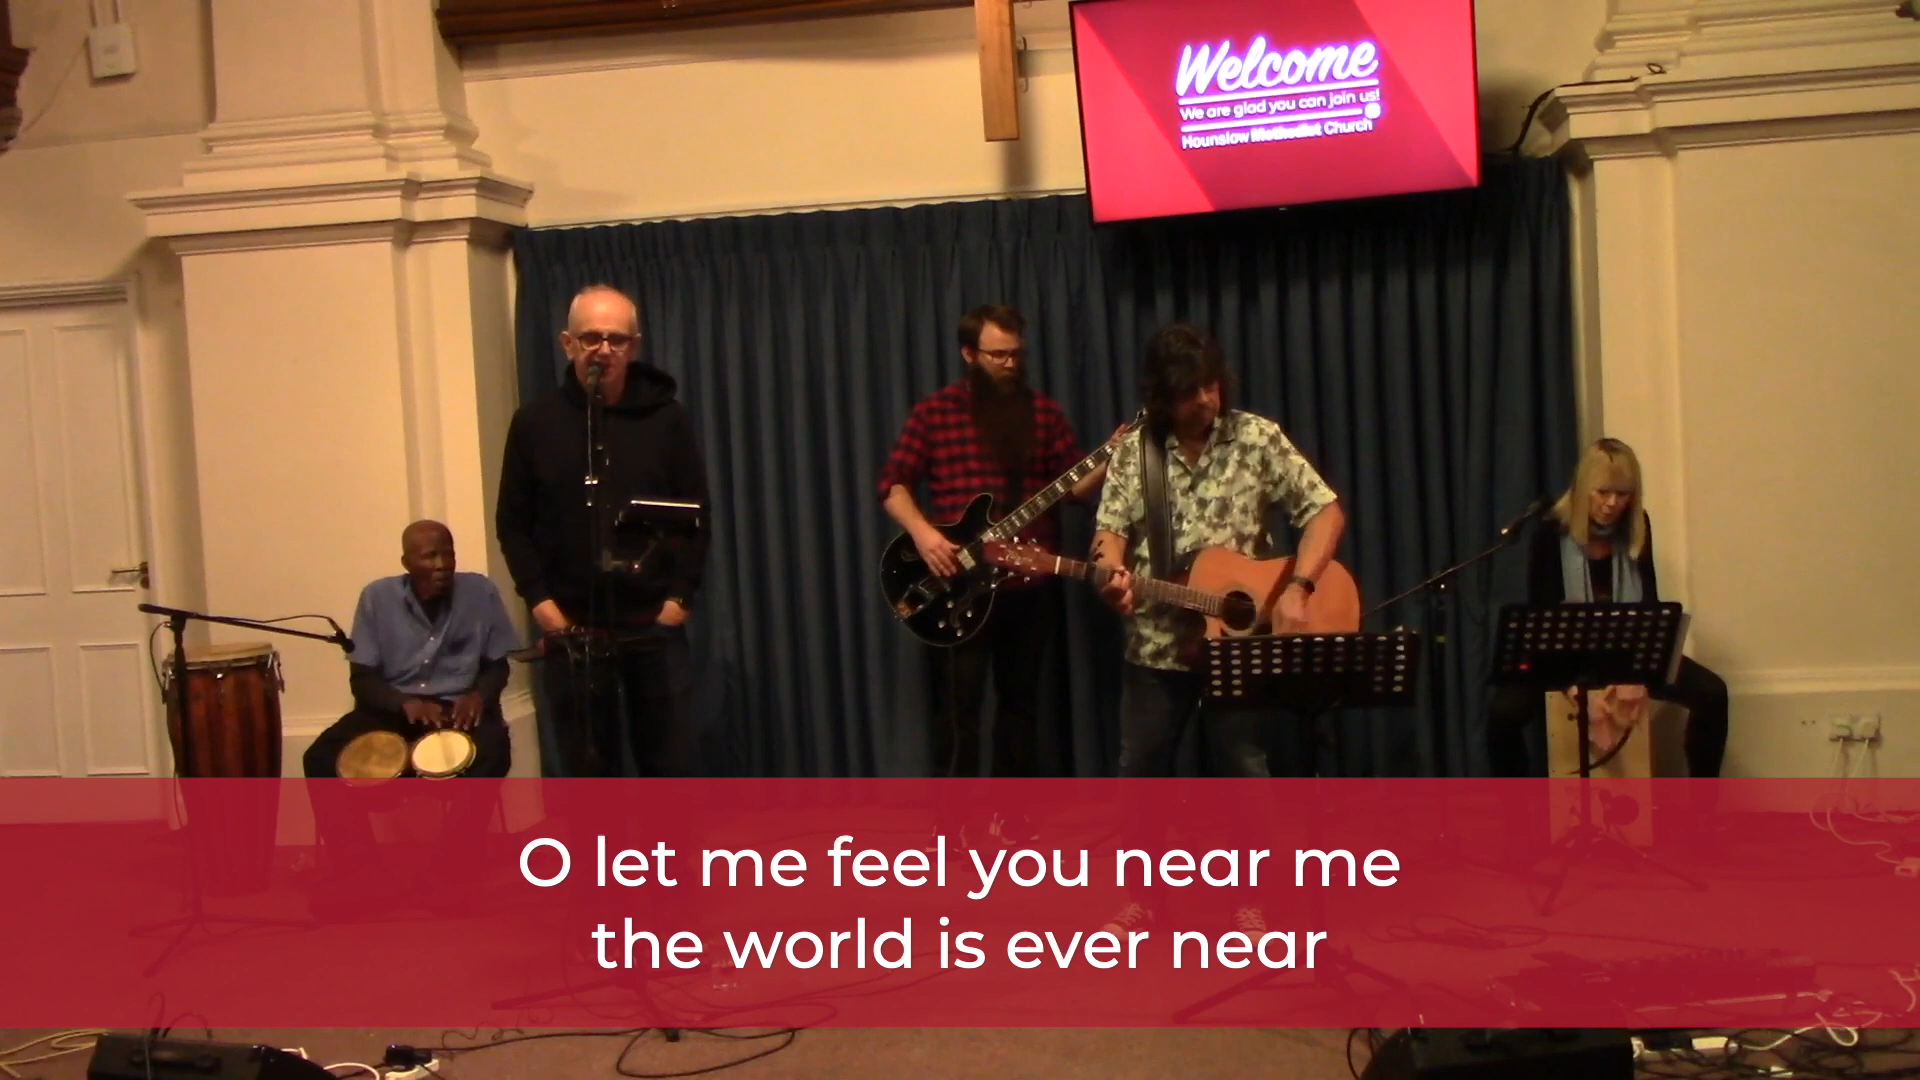 Welcome
We are glad you can join us!
Hounslow Methodist Church
O let me feel you near me
the world is ever near